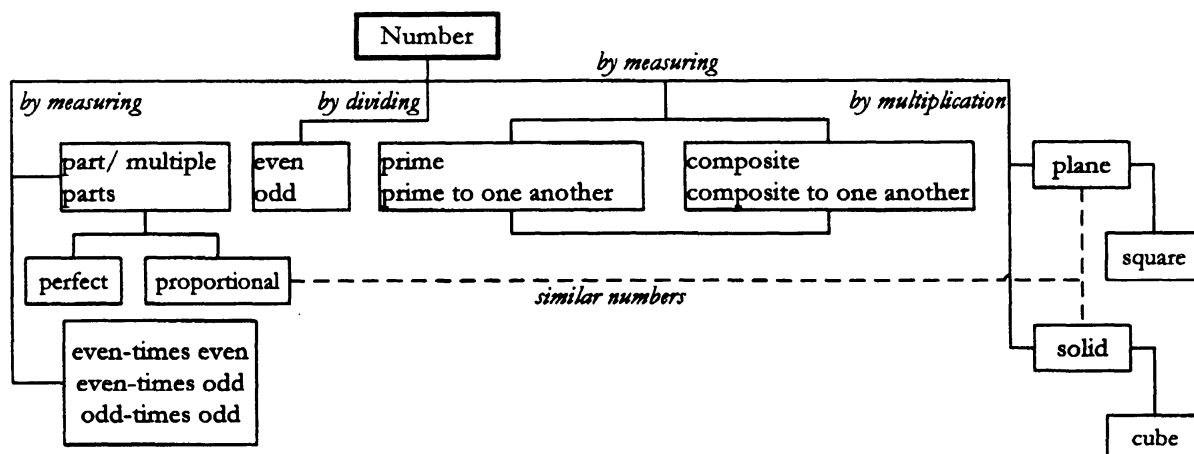 Number
by measuring
by measuring
by dividing
by multiplication
part/ multiple
parts
even
odd
prime
prime to one another
composite
composite to one another
plane
square
perfect
proportional
similar numbers
solid
even-times even
even-times odd
odd-times odd
cube